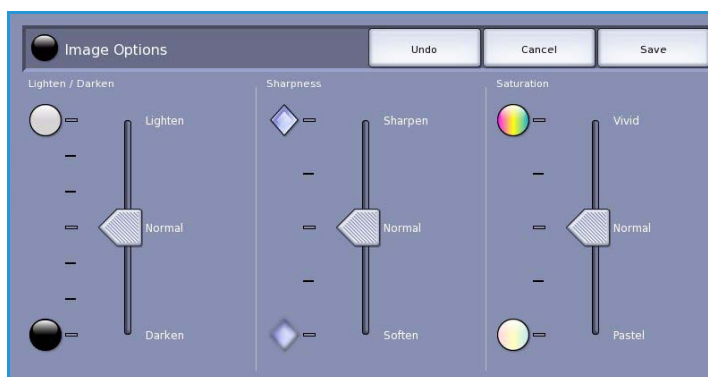 Image Options
Undo
Cancel
Save
Lighten / Darken
Sharpness
Saturation
Lighten
Sharpen
Vivid
Normal
Normal
Normal
Darken
Soften
Pastel